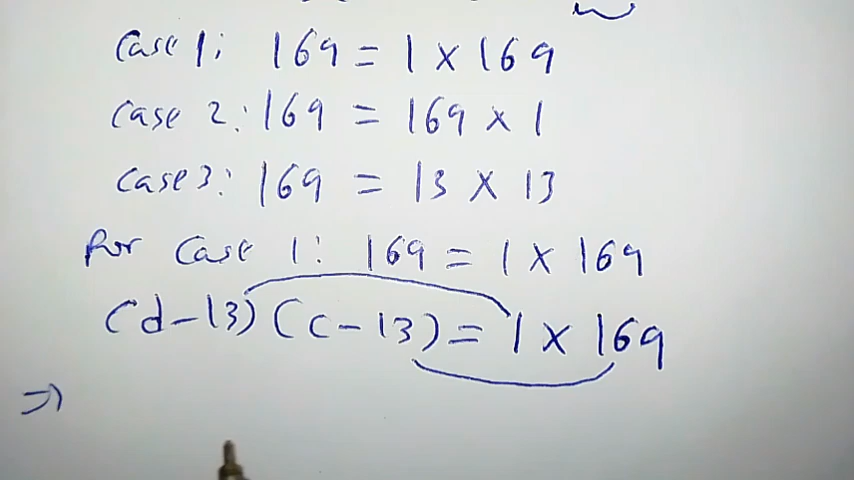 Case 1: 169 = 1 x 169
Case 2: 169 = 169 x 1
Case 3: 169 = 13 x 13
For Case 1: 169 = 1 x 169
(d-13)(c-13) = 1 x 169
⇒